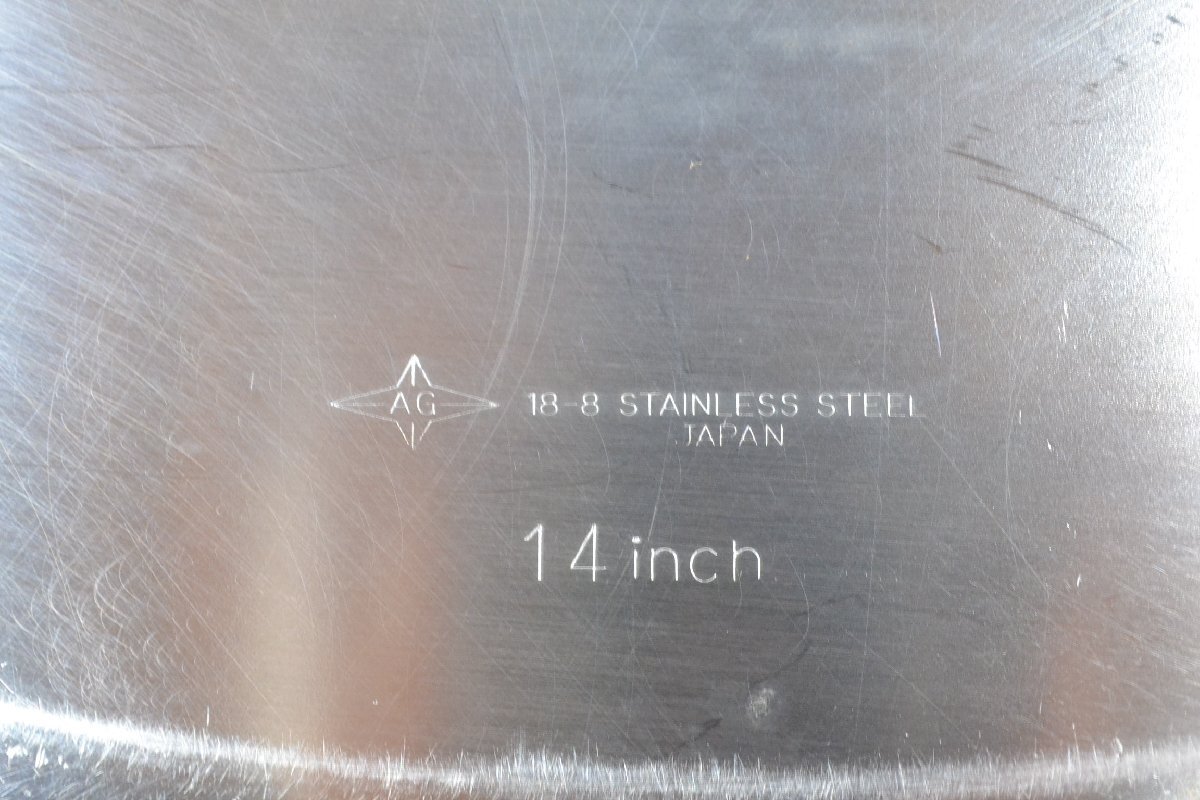 AG 18-8 STAINLESS STEEL
JAPAN
14 inch